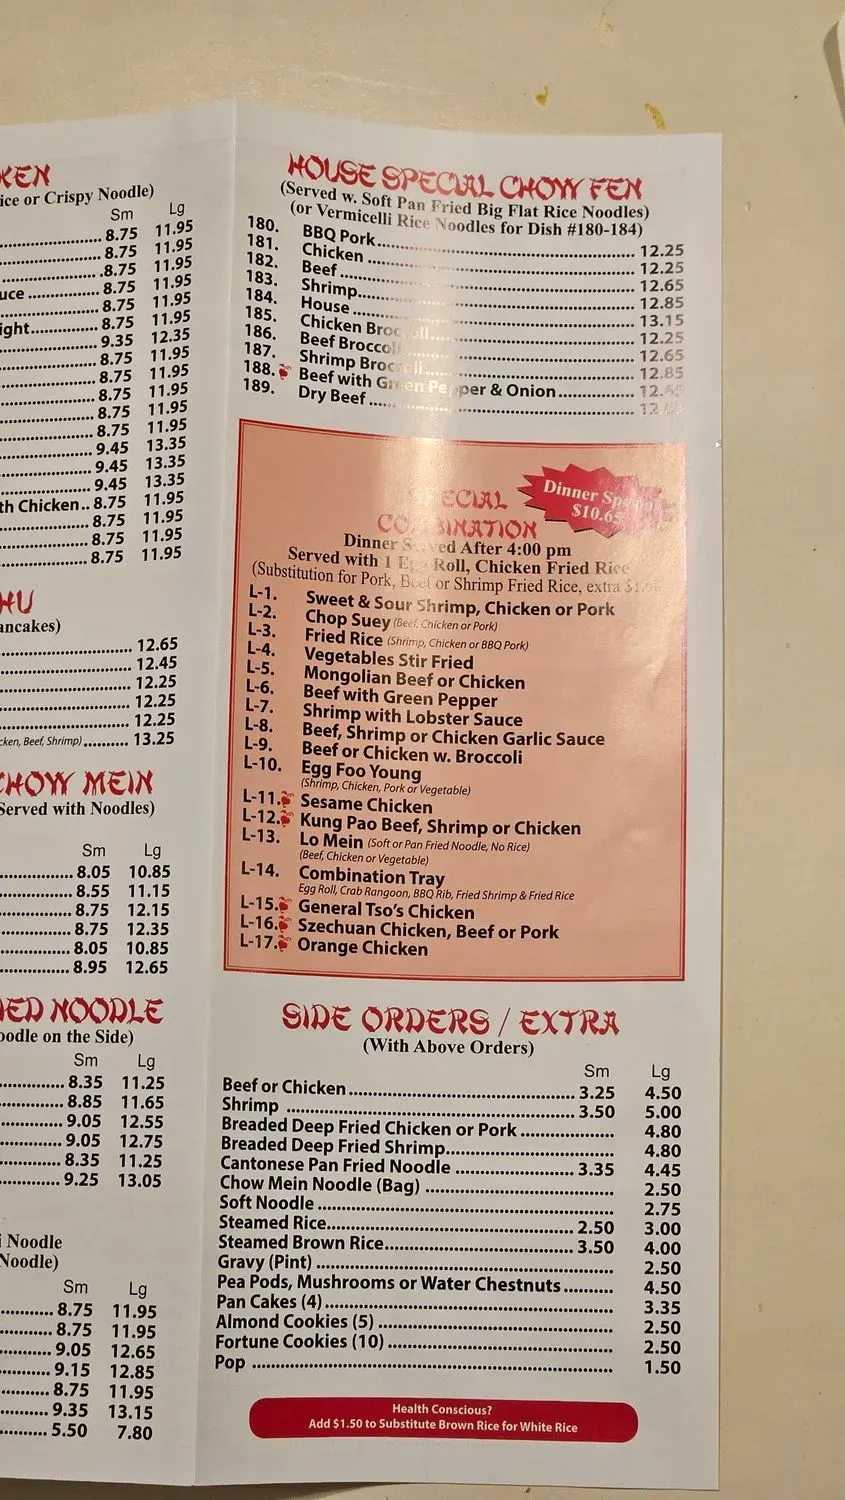 KEN
ice or Crispy Noodle)
Sm Lg
8.75 11.95
8.75 11.95
.8.75 11.95
uce 8.75 11.95
8.75 11.95
ight 8.75 11.95
9.35 12.35
8.75 11.95
8.75 11.95
8.75 11.95
8.75 11.95
8.75 11.95
9.45 13.35
9.45 13.35
9.45 13.35
th Chicken.. 8.75 11.95
8.75 11.95
8.75 11.95
8.75 11.95
HU
ancakes)
12.65
12.45
12.25
12.25
12.25
cken, Beef, Shrimp) 13.25
CHOW MEIN
Served with Noodles)
Sm Lg
8.05 10.85
8.55 11.15
8.75 12.15
8.75 12.35
8.05 10.85
8.95 12.65
IED NOODLE
oodle on the Side)
Sm Lg
8.35 11.25
8.85 11.65
9.05 12.55
9.05 12.75
8.35 11.25
9.25 13.05
i Noodle
Noodle)
Sm Lg
8.75 11.95
8.75 11.95
9.05 12.65
9.15 12.85
8.75 11.95
9.35 13.15
5.50 7.80
HOUSE SPECIAL CHOW FEN
(Served w. Soft Pan Fried Big Flat Rice Noodles)
(or Vermicelli Rice Noodles for Dish #180-184)
180. BBQ Pork 12.25
181. Chicken 12.25
182. Beef 12.65
183. Shrimp 12.85
184. House 13.15
185. Chicken Broccoli 12.25
186. Beef Broccoli 12.65
187. Shrimp Broccoli 12.85
188. Beef with Green Pepper & Onion
189. Dry Beef
Dinner Special
$10.65
SPECIAL
COMBINATION
Dinner Served After 4:00 pm
Served with 1 Egg Roll, Chicken Fried Rice
(Substitution for Pork, Beef or Shrimp Fried Rice, extra
L-1. Sweet & Sour Shrimp, Chicken or Pork
L-2. Chop Suey (Beef, Chicken or Pork)
L-3. Fried Rice (Shrimp, Chicken or BBQ Pork)
L-4. Vegetables Stir Fried
L-5. Mongolian Beef or Chicken
L-6. Beef with Green Pepper
L-7. Shrimp with Lobster Sauce
L-8. Beef, Shrimp or Chicken Garlic Sauce
L-9. Beef or Chicken w. Broccoli
L-10. Egg Foo Young
(Shrimp, Chicken, Pork or Vegetable)
L-11. Sesame Chicken
L-12. Kung Pao Beef, Shrimp or Chicken
L-13. Lo Mein (Soft or Pan Fried Noodle, No Rice)
(Beef, Chicken or Vegetable)
L-14. Combination Tray
Egg Roll, Crab Rangoon, BBQ Rib, Fried Shrimp & Fried Rice
L-15. General Tso's Chicken
L-16. Szechuan Chicken, Beef or Pork
L-17. Orange Chicken
SIDE ORDERS / EXTRA
(With Above Orders)
Sm Lg
Beef or Chicken 3.25 4.50
Shrimp 3.50 5.00
Breaded Deep Fried Chicken or Pork 4.80
Breaded Deep Fried Shrimp 4.80
Cantonese Pan Fried Noodle 3.35 4.45
Chow Mein Noodle (Bag) 2.50
Soft Noodle 2.75
Steamed Rice 2.50 3.00
Steamed Brown Rice 3.50 4.00
Gravy (Pint) 2.50
Pea Pods, Mushrooms or Water Chestnuts 4.50
Pan Cakes (4) 3.35
Almond Cookies (5) 2.50
Fortune Cookies (10) 2.50
Pop 1.50
Health Conscious?
Add $1.50 to Substitute Brown Rice for White Rice